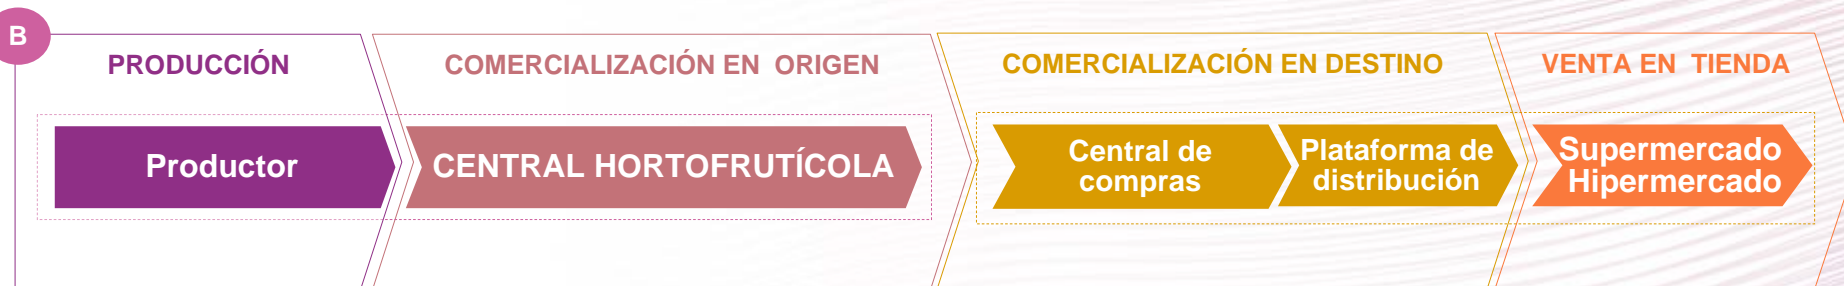 B
PRODUCCIÓN
COMERCIALIZACIÓN EN ORIGEN
COMERCIALIZACIÓN EN DESTINO
VENTA EN TIENDA
Productor
CENTRAL HORTOFRUTÍCOLA
Central de
compras
Plataforma de
distribución
Supermercado
Hipermercado